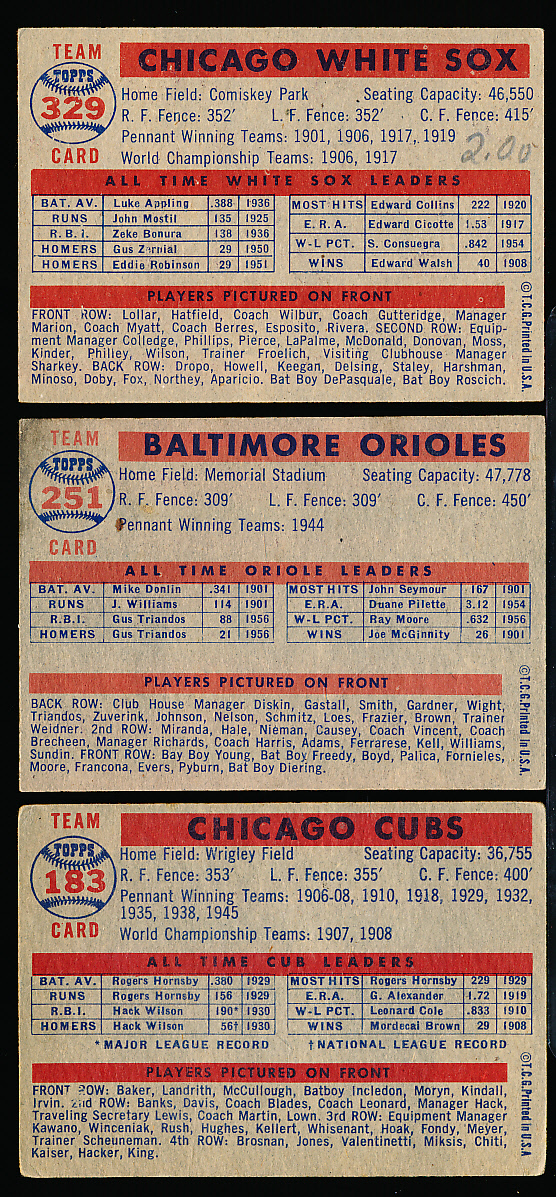 TEAM
TOPPS
329
CARD
CHICAGO WHITE SOX
Home Field: Comiskey Park Seating Capacity: 46,550
R. F. Fence: 352′ L. F. Fence: 352′ C. F. Fence: 415′
Pennant Winning Teams: 1901, 1906, 1917, 1919
2.00
World Championship Teams: 1906, 1917
ALL TIME WHITE SOX LEADERS
BAT. AV. Luke Appling .388 1936 MOST HITS Edward Collins 222 1920
RUNS John Mostil 135 1925 E.R.A. Edward Cicotte 1.53 1917
R.B.I. Zeke Bonura 138 1936 W-L PCT. S. Consuegra .842 1954
HOMERS Gus Zernial 29 1950 WINS Edward Walsh 40 1908
HOMERS Eddie Robinson 29 1951
PLAYERS PICTURED ON FRONT
FRONT ROW: Lollar, Hatfield, Coach Wilbur, Coach Gutteridge, Manager
Marion, Coach Myatt, Coach Berres, Esposito, Rivera. SECOND ROW: Equip-
ment Manager Colledge, Phillips, Pierce, LaPalme, McDonald, Donovan, Moss,
Kinder, Philley, Wilson, Trainer Froelich, Visiting Clubhouse Manager
Sharkey. BACK ROW: Dropo, Howell, Keegan, Delsing, Staley, Harshman,
Minoso, Doby, Fox, Northey, Aparicio. Bat Boy DePasquale, Bat Boy Roscich.
© T.C.G. Printed in U.S.A.
TEAM
TOPPS
251
CARD
BALTIMORE ORIOLES
Home Field: Memorial Stadium Seating Capacity: 47,778
R. F. Fence: 309′ L. F. Fence: 309′ C. F. Fence: 450′
Pennant Winning Teams: 1944
ALL TIME ORIOLE LEADERS
BAT. AV. Mike Donlin .341 1901 MOST HITS John Seymour 167 1901
RUNS J. Williams 114 1901 E.R.A. Duane Pilette 3.12 1954
R.B.I. Gus Triandos 88 1956 W-L PCT. Ray Moore .632 1956
HOMERS Gus Triandos 21 1956 WINS Joe McGinnity 26 1901
PLAYERS PICTURED ON FRONT
BACK ROW: Club House Manager Diskin, Gastall, Smith, Gardner, Wight,
Triandos, Zuverink, Johnson, Nelson, Schmitz, Loes, Frazier, Brown, Trainer
Weidner. 2ND ROW: Miranda, Hale, Nieman, Causey, Coach Vincent, Coach
Brecheen, Manager Richards, Coach Harris, Adams, Ferrarese, Kell, Williams,
Sundin. FRONT ROW: Bay Boy Young, Bat Boy Freedy, Boyd, Palica, Fornieles,
Moore, Francona, Evers, Pyburn, Bat Boy Diering.
© T.C.G. Printed in U.S.A.
TEAM
TOPPS
183
CARD
CHICAGO CUBS
Home Field: Wrigley Field Seating Capacity: 36,755
R. F. Fence: 353′ L. F. Fence: 355′ C. F. Fence: 400′
Pennant Winning Teams: 1906-08, 1910, 1918, 1929, 1932,
1935, 1938, 1945
World Championship Teams: 1907, 1908
ALL TIME CUB LEADERS
BAT. AV. Rogers Hornsby .380 1929 MOST HITS Rogers Hornsby 229 1929
RUNS Rogers Hornsby 156 1929 E.R.A. G. Alexander 1.72 1919
R.B.I. Hack Wilson 190* 1930 W-L PCT. Leonard Cole .833 1910
HOMERS Hack Wilson 56† 1930 WINS Mordecai Brown 29 1908
*MAJOR LEAGUE RECORD †NATIONAL LEAGUE RECORD
PLAYERS PICTURED ON FRONT
FRONT ROW: Baker, Landrith, McCullough, Batboy Incledon, Moryn, Kindall,
Irvin. 2nd ROW: Banks, Davis, Coach Blades, Coach Leonard, Manager Hack,
Traveling Secretary Lewis, Coach Martin, Lown. 3rd ROW: Equipment Manager
Kawano, Winceniak, Rush, Hughes, Kellert, Whisenant, Hoak, Fondy, Meyer,
Trainer Scheuneman. 4th ROW: Brosnan, Jones, Valentinetti, Miksis, Chiti,
Kaiser, Hacker, King.
© T.C.G. Printed in U.S.A